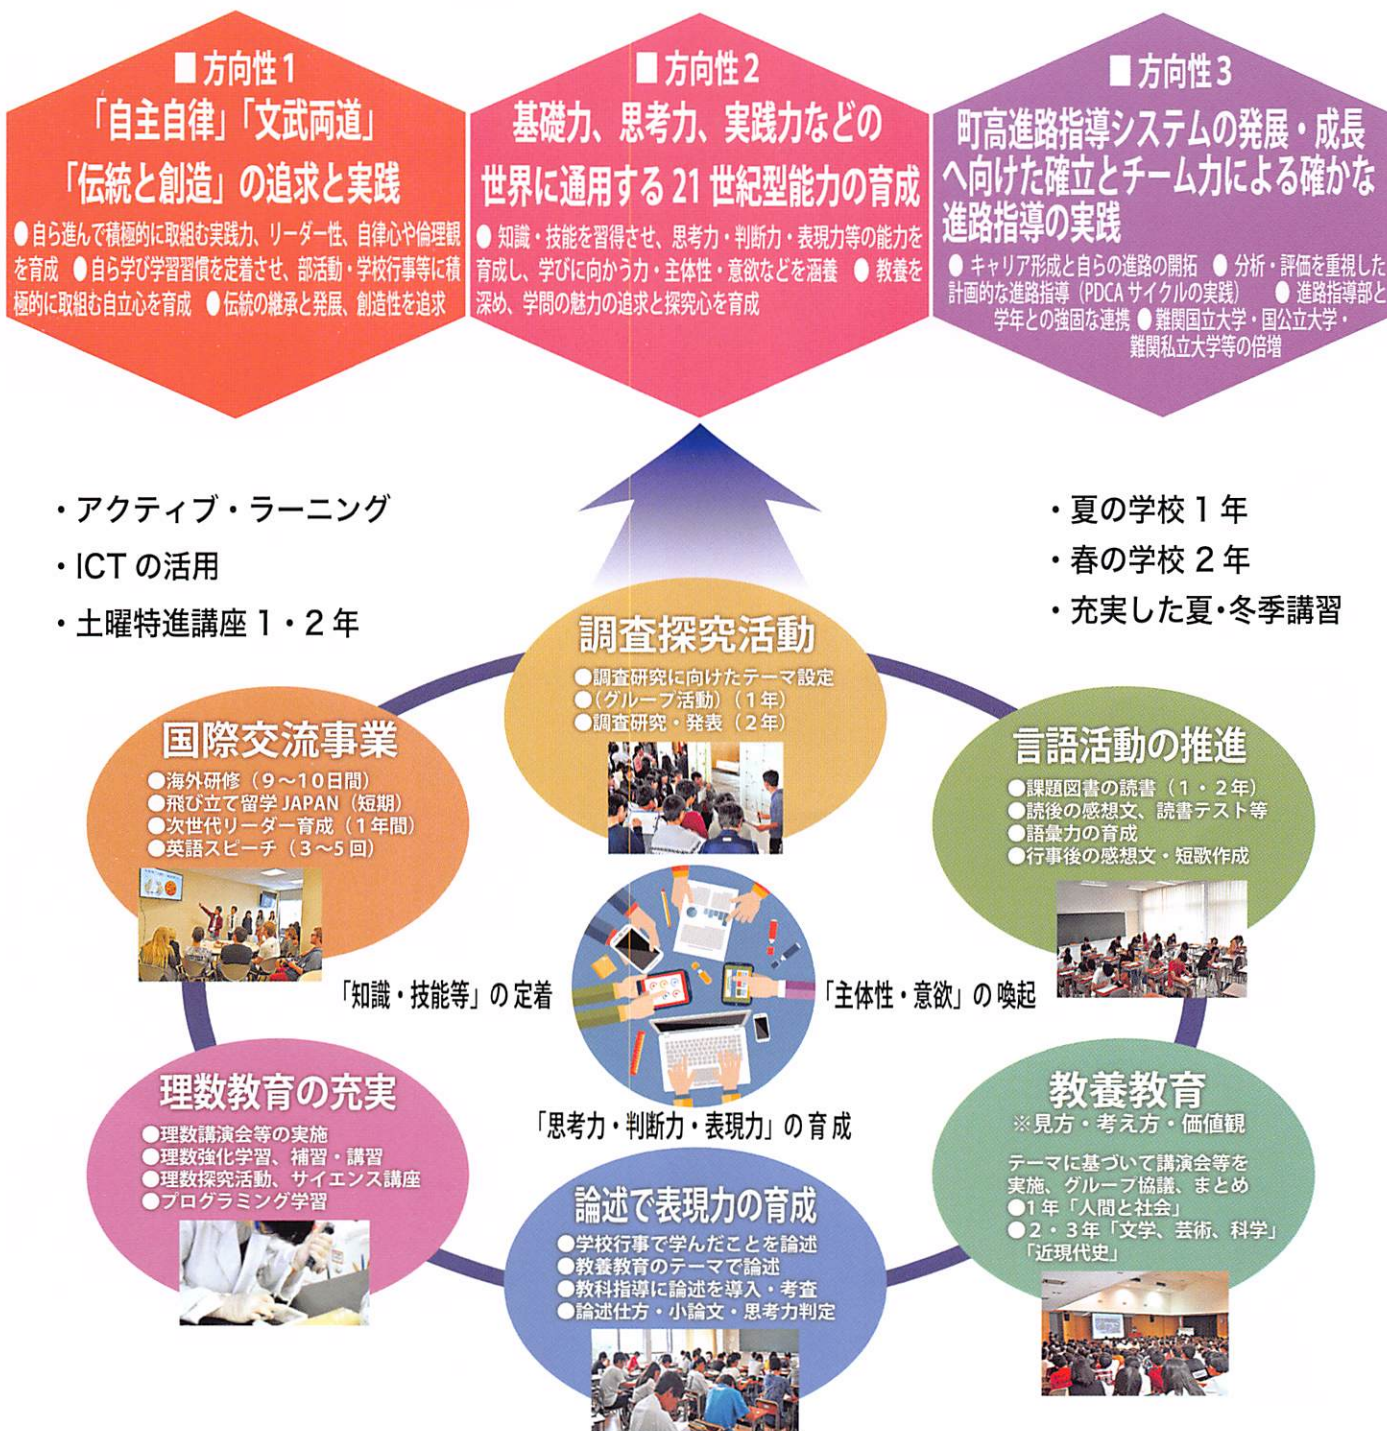 ■方向性1
「自主自律」「文武両道」
「伝統と創造」の追求と実践
●自ら進んで積極的に取組む実践力、リーダー性、自律心や倫理観
を育成 ●自ら学び学習習慣を定着させ、部活動・学校行事等に積
極的に取組む自立心を育成 ●伝統の継承と発展、創造性を追求
■方向性2
基礎力、思考力、実践力などの
世界に通用する21世紀型能力の育成
● 知識・技能を習得させ、思考力・判断力・表現力等の能力を
育成し、学びに向かう力・主体性・意欲などを涵養 ● 教養を
深め、学問の魅力の追求と探究心を育成
■方向性3
町高進路指導システムの発展・成長
へ向けた確立とチーム力による確かな
進路指導の実践
● キャリア形成と自らの進路の開拓 ● 分析・評価を重視した
計画的な進路指導（PDCAサイクルの実践） ● 進路指導部と
学年との強固な連携 ●難関国立大学・国公立大学・
難関私立大学等の倍増
・アクティブ・ラーニング
・ICTの活用
・土曜特進講座1・2年
・夏の学校1年
・春の学校2年
・充実した夏・冬季講習
調査探究活動
●調査研究に向けたテーマ設定
●(グループ活動)（1年）
●調査研究・発表（2年）
国際交流事業
●海外研修（9〜10日間）
●飛び立て留学JAPAN（短期）
●次世代リーダー育成（1年間）
●英語スピーチ（3〜5回）
言語活動の推進
●課題図書の読書（1・2年）
●読後の感想文、読書テスト等
●語彙力の育成
●行事後の感想文・短歌作成
「知識・技能等」の定着
「主体性・意欲」の喚起
「思考力・判断力・表現力」の育成
理数教育の充実
●理数講演会等の実施
●理数強化学習、補習・講習
●理数探究活動、サイエンス講座
●プログラミング学習
教養教育
※見方・考え方・価値観
テーマに基づいて講演会等を
実施、グループ協議、まとめ
●1年「人間と社会」
●2・3年「文学、芸術、科学」
「近現代史」
論述で表現力の育成
●学校行事で学んだことを論述
●教養教育のテーマで論述
●教科指導に論述を導入・考査
●論述仕方・小論文・思考力判定